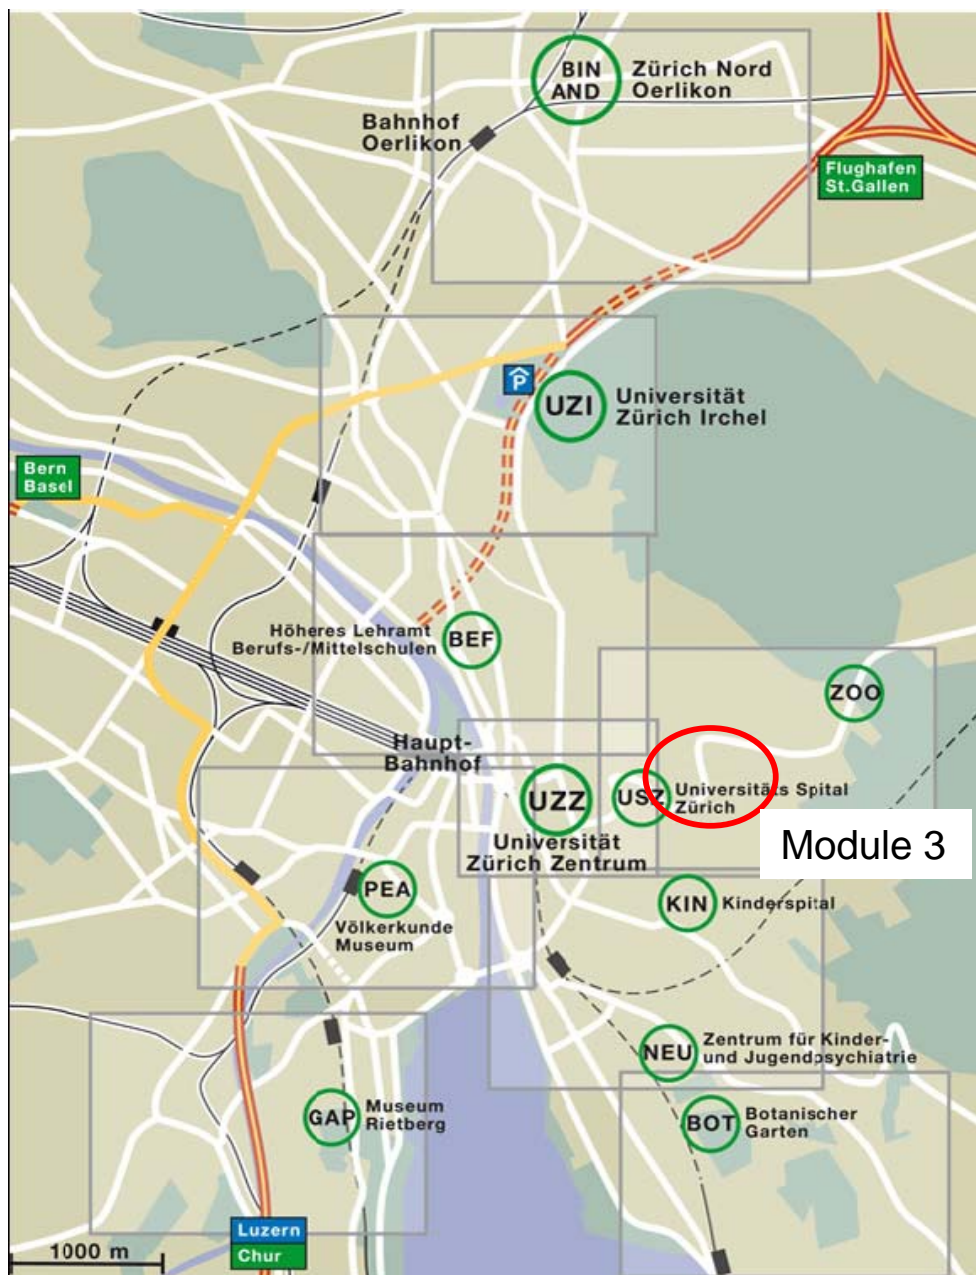 BIN
AND
Zürich Nord
Oerlikon
Bahnhof
Oerlikon
Flughafen
St.Gallen
P
UZI
Universität
Zürich Irchel
Bern
Basel
Höheres Lehramt
Berufs-/Mittelschulen
BEF
ZOO
Haupt-
Bahnhof
UZZ
USZ
Universitäts Spital
Zürich
Universität
Zürich Zentrum
Module 3
PEA
Völkerkunde
Museum
KIN
Kinderspital
NEU
Zentrum für Kinder-
und Jugendpsychiatrie
GAP
Museum
Rietberg
BOT
Botanischer
Garten
Luzern
Chur
1000 m